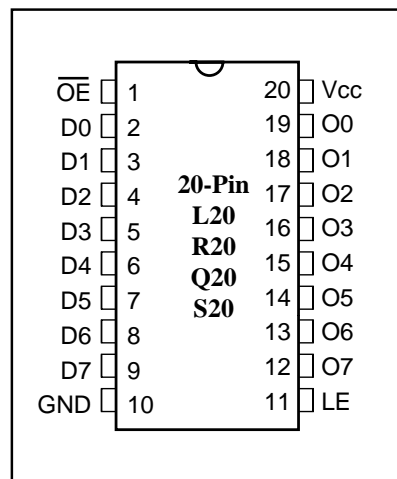 O̅E̅ 1 20 Vcc
D0 2 19 O0
D1 3 18 O1
D2 4 17 O2
D3 5 16 O3
D4 6 15 O4
D5 7 14 O5
D6 8 13 O6
D7 9 12 O7
GND 10 11 LE
20-Pin
L20
R20
Q20
S20